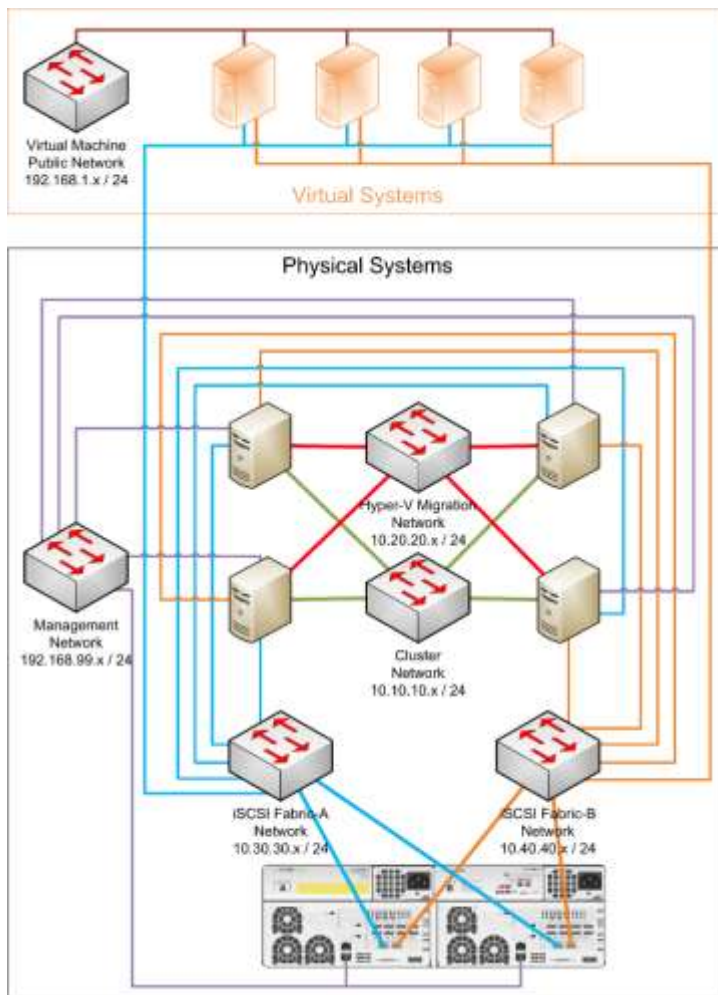 Virtual Machine
Public Network
192.168.1.x / 24
Virtual Systems
Physical Systems
Hyper-V Migration
Network
10.20.20.x / 24
Management
Network
192.168.99.x / 24
Cluster
Network
10.10.10.x / 24
iSCSI Fabric-A
Network
10.30.30.x / 24
iSCSI Fabric-B
Network
10.40.40.x / 24